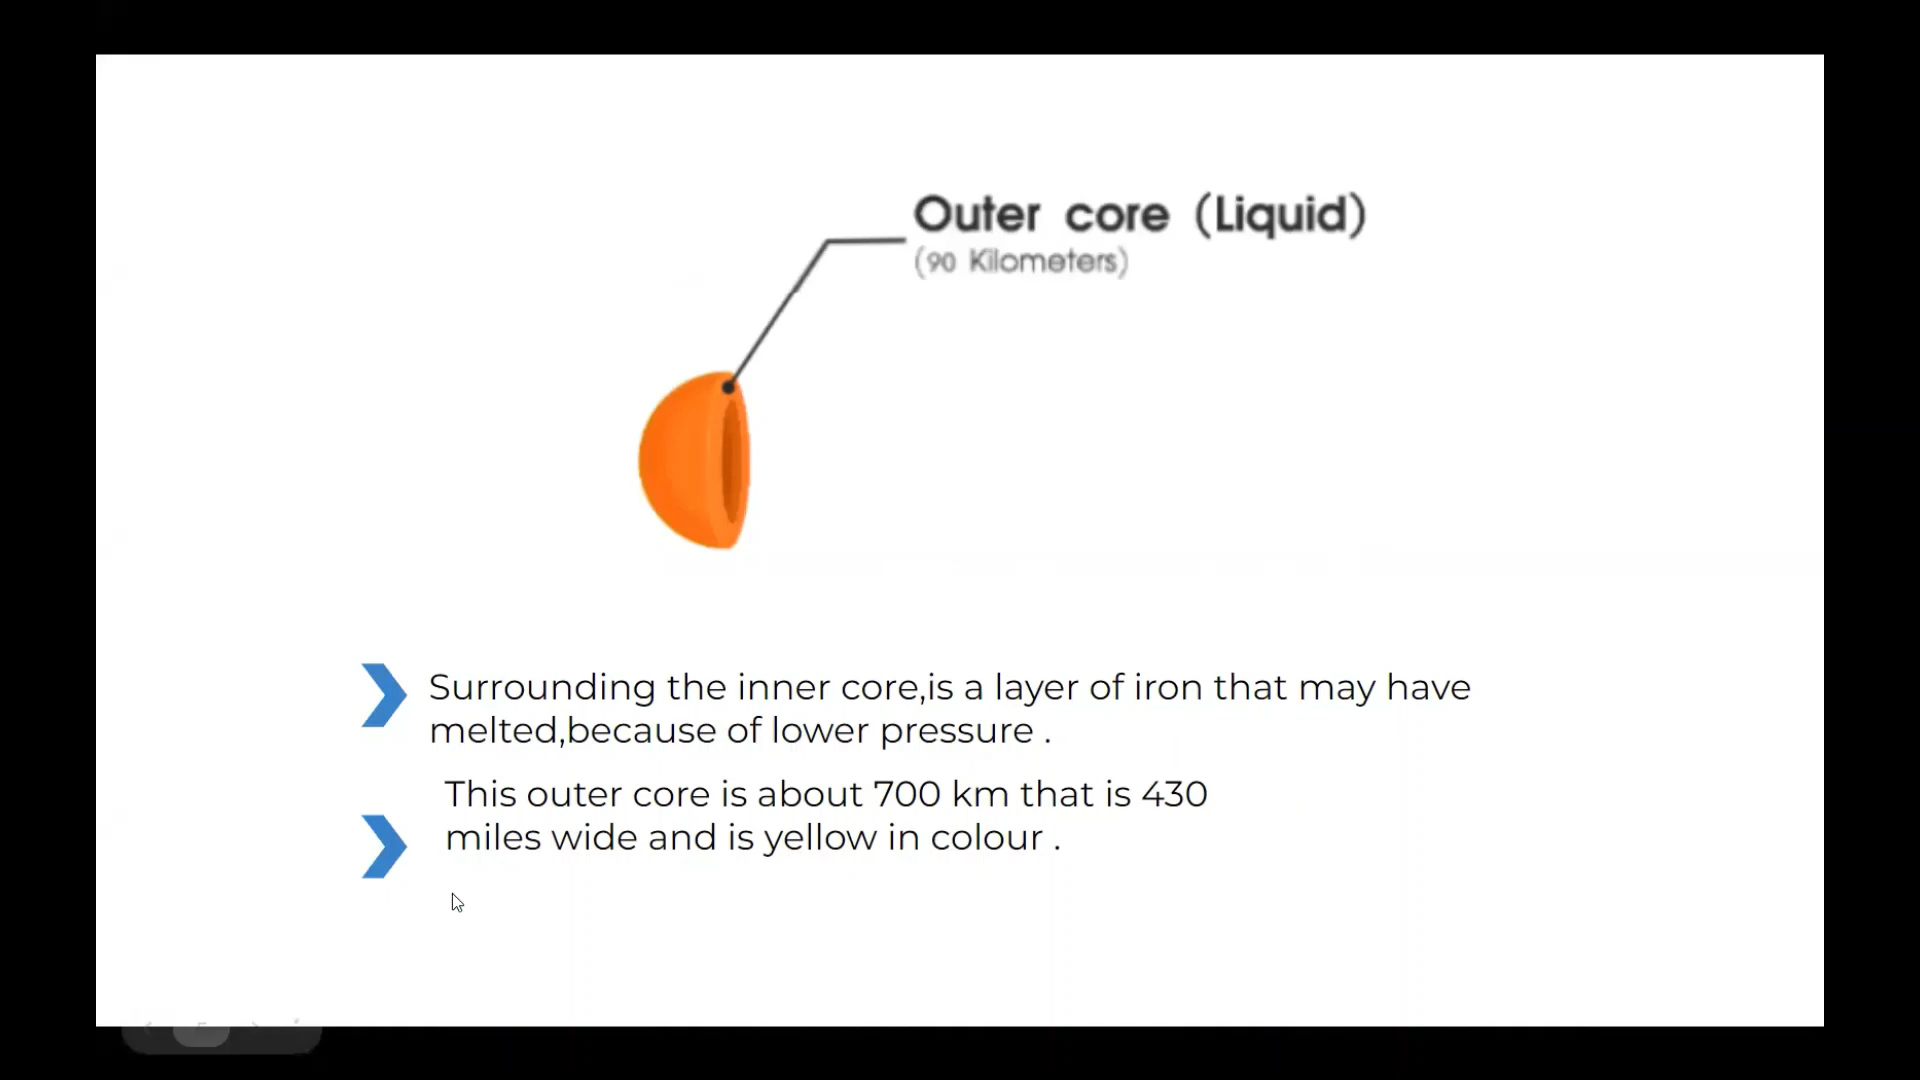 Outer core (Liquid)
(90 Kilometers)
Surrounding the inner core,is a layer of iron that may have
melted,because of lower pressure .
This outer core is about 700 km that is 430
miles wide and is yellow in colour .